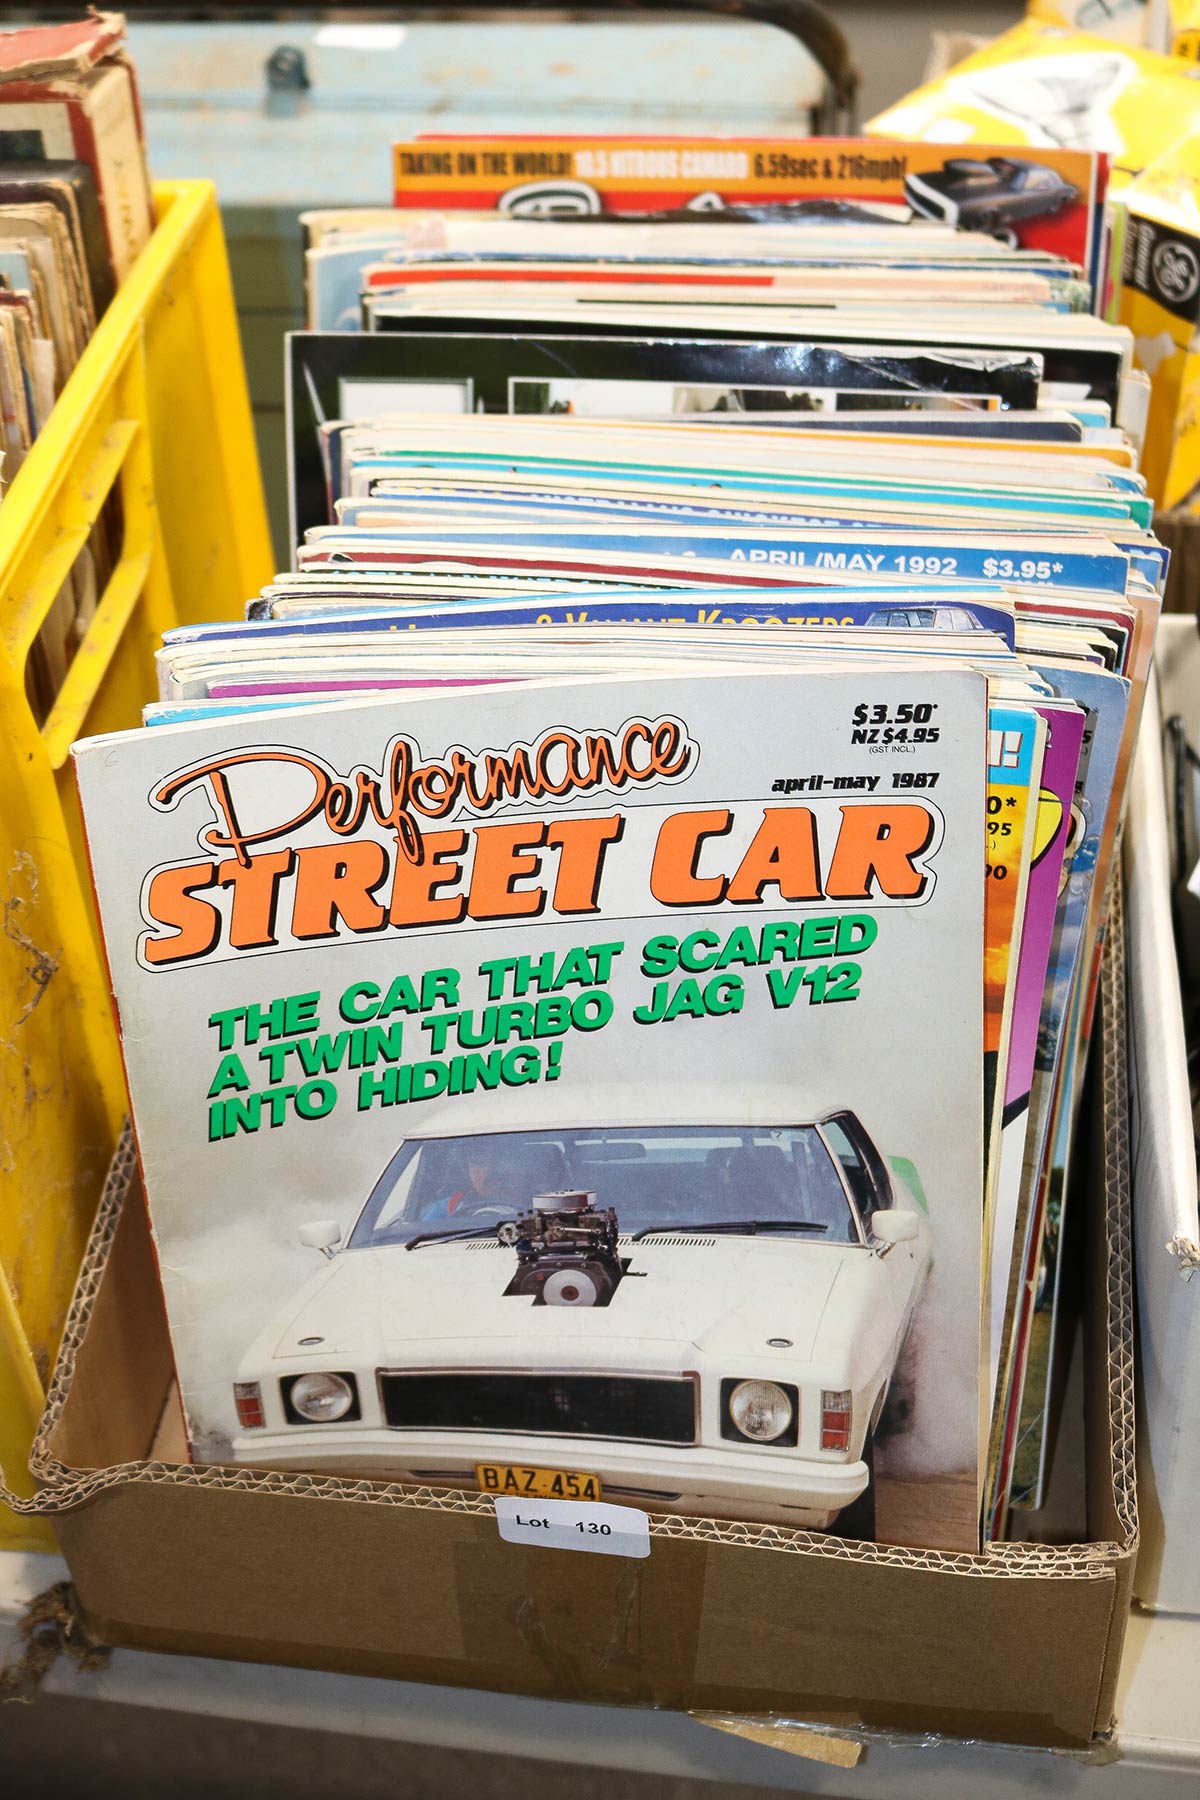 TAKING ON THE WORLD! 10.5 NITROUS CAMARO 6.59sec & 216mph!
APRIL/MAY 1992 $3.95*
& VALIANT KROOZERS
$3.50*
NZ $4.95
(GST INCL.)
april-may 1987
Performance
STREET CAR
THE CAR THAT SCARED
A TWIN TURBO JAG V12
INTO HIDING!
BAZ·454
Lot 130